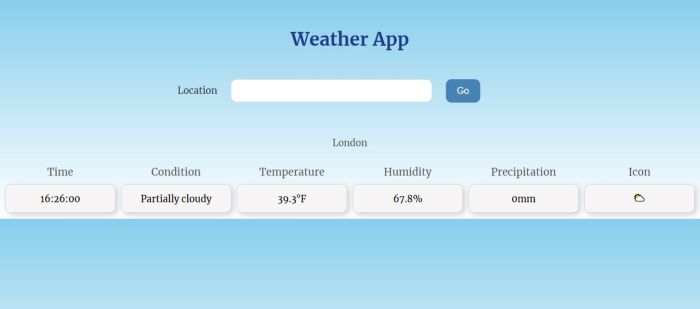 Weather App
Location Go
London
Time Condition Temperature Humidity Precipitation Icon
16:26:00 Partially cloudy 39.3°F 67.8% 0mm